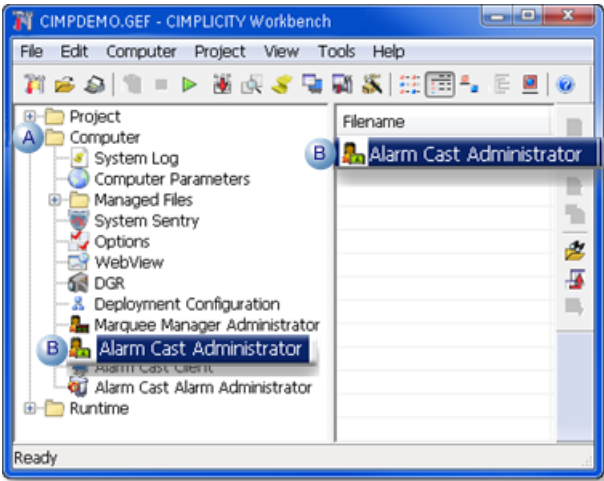 CIMPDEMO.GEF - CIMPLICITY Workbench
File Edit Computer Project View Tools Help
Project
A Computer
System Log
Computer Parameters
Managed Files
System Sentry
Options
WebView
DGR
Deployment Configuration
Marquee Manager Administrator
B Alarm Cast Administrator
Alarm Cast Client
Alarm Cast Alarm Administrator
Runtime
Filename
B Alarm Cast Administrator
Ready